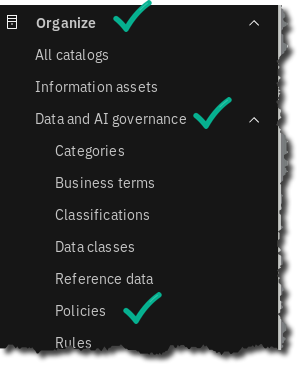 Organize
All catalogs
Information assets
Data and AI governance
Categories
Business terms
Classifications
Data classes
Reference data
Policies
Rules